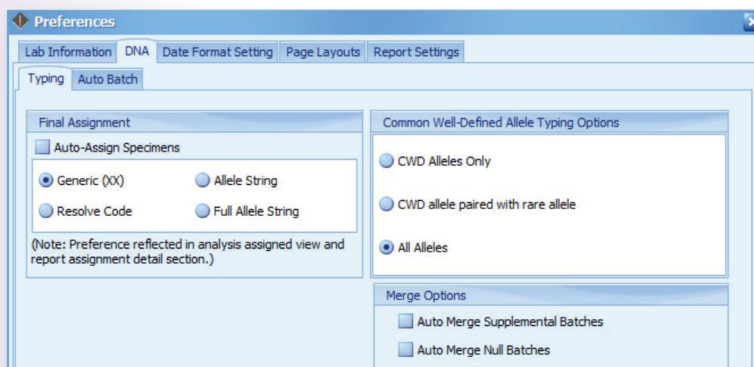 Preferences
Lab Information DNA Date Format Setting Page Layouts Report Settings
Typing Auto Batch
Final Assignment
Auto-Assign Specimens
Generic (XX) Allele String
Resolve Code Full Allele String
(Note: Preference reflected in analysis assigned view and
report assignment detail section.)
Common Well-Defined Allele Typing Options
CWD Alleles Only
CWD allele paired with rare allele
All Alleles
Merge Options
Auto Merge Supplemental Batches
Auto Merge Null Batches